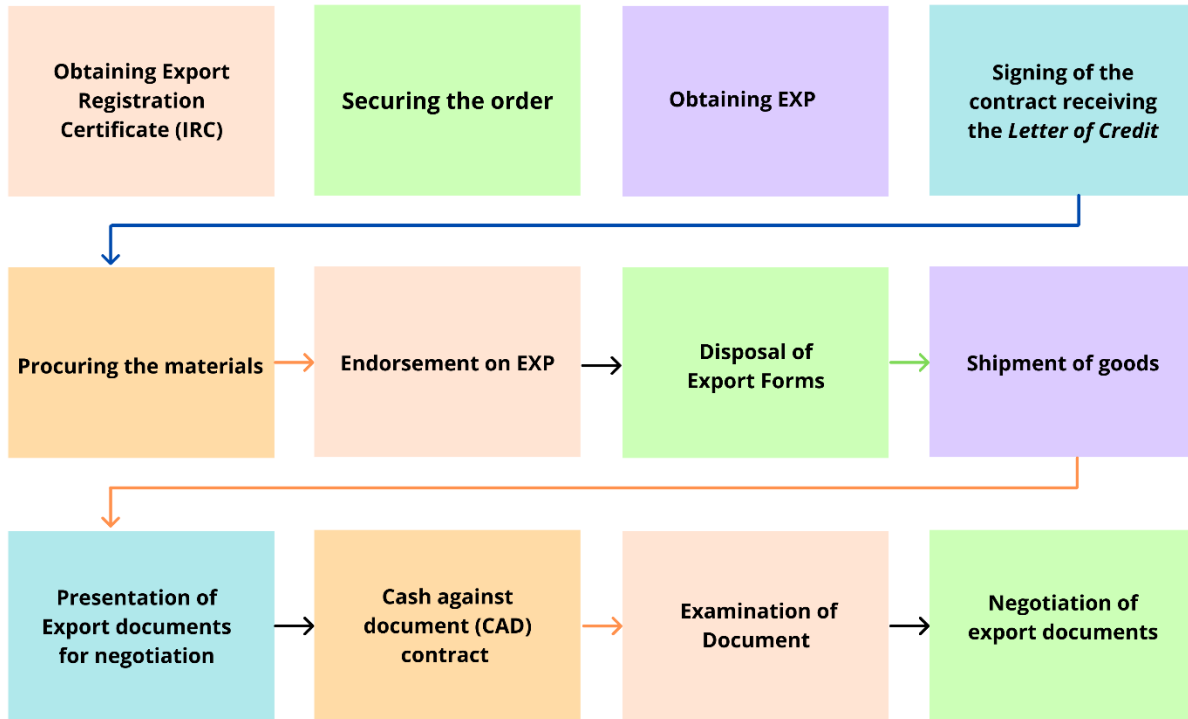 Obtaining Export
Registration
Certificate (IRC)
Securing the order
Obtaining EXP
Signing of the
contract receiving
the Letter of Credit
Procuring the materials
Endorsement on EXP
Disposal of
Export Forms
Shipment of goods
Presentation of
Export documents
for negotiation
Cash against
document (CAD)
contract
Examination of
Document
Negotiation of
export documents